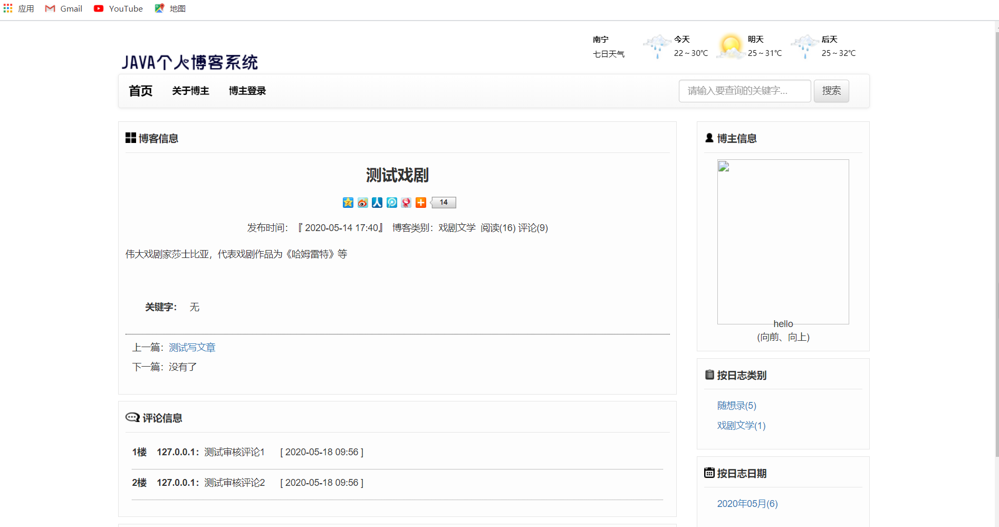 应用 Gmail YouTube 地图
南宁 今天 明天 后天
七日天气 22～30℃ 25～31℃ 25～32℃
JAVA个人博客系统
首页 关于博主 博主登录 请输入要查询的关键字... 搜索
博客信息
测试戏剧
14
发布时间：『 2020-05-14 17:40』 博客类别：戏剧文学 阅读(16) 评论(9)
伟大戏剧家莎士比亚，代表戏剧作品为《哈姆雷特》等
关键字： 无
上一篇：测试写文章
下一篇：没有了
评论信息
1楼 127.0.0.1：测试审核评论1 [ 2020-05-18 09:56 ]
2楼 127.0.0.1：测试审核评论2 [ 2020-05-18 09:56 ]
博主信息
hello
(向前、向上)
按日志类别
随想录(5)
戏剧文学(1)
按日志日期
2020年05月(6)